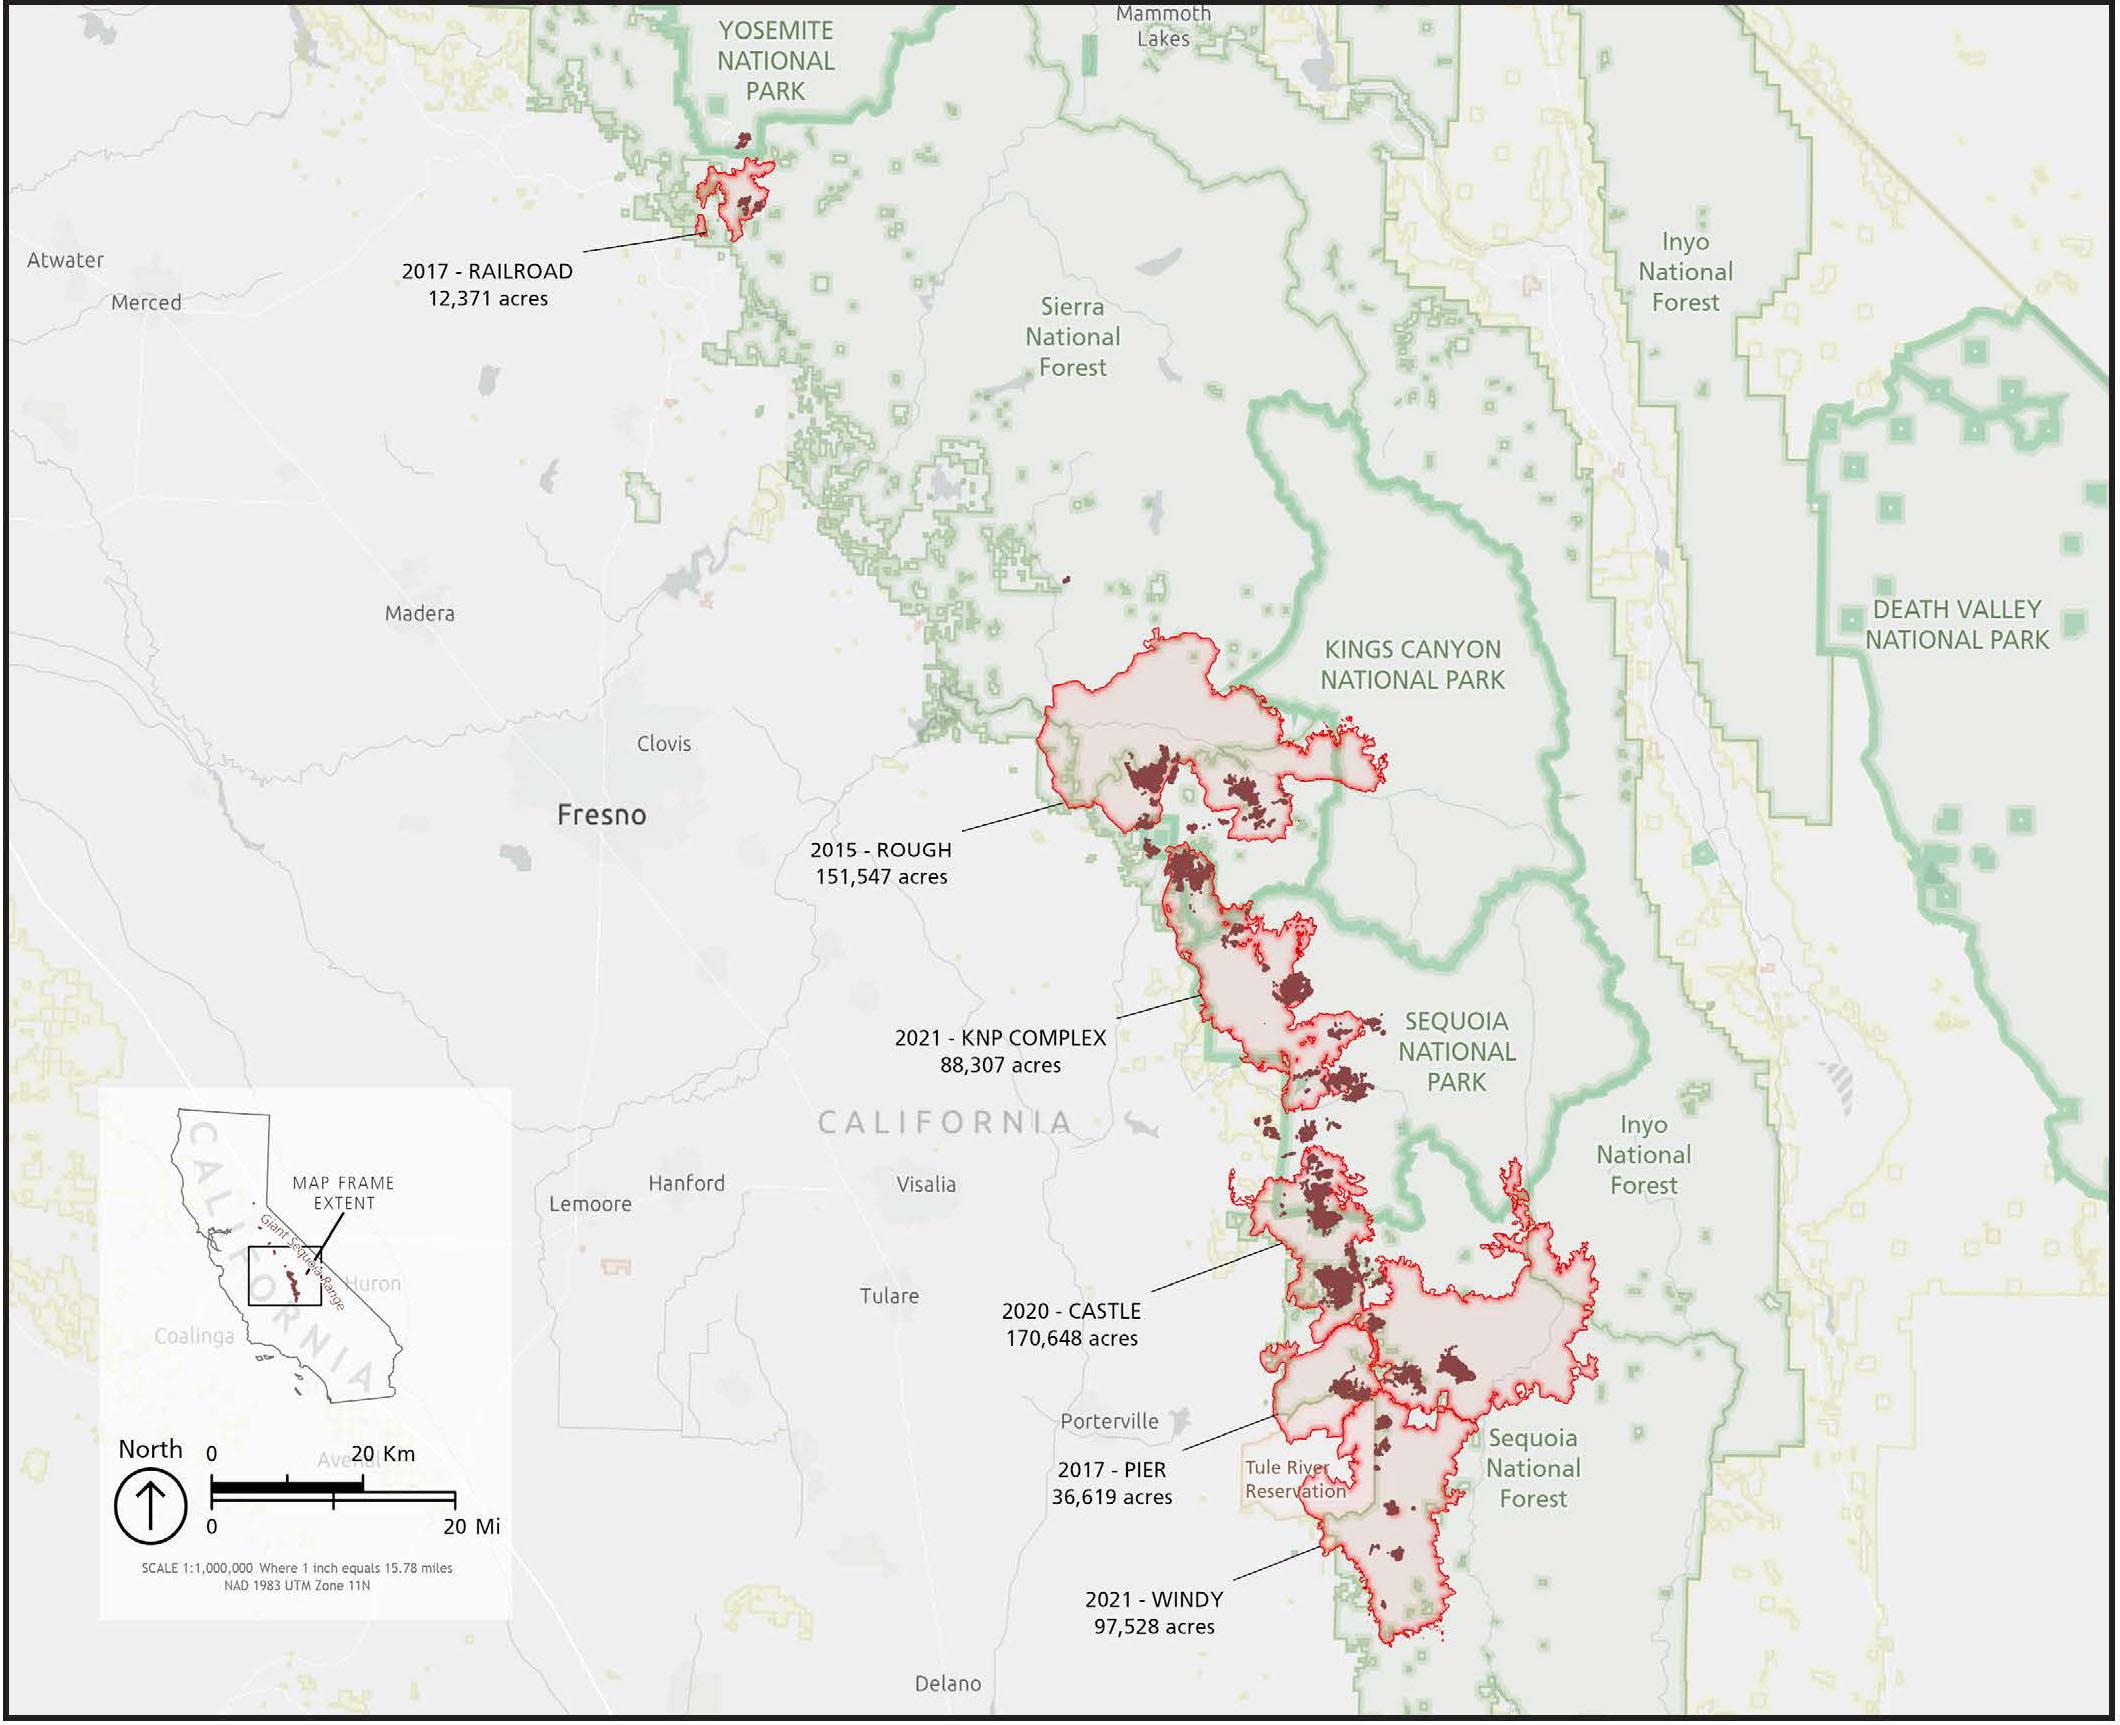 YOSEMITE
NATIONAL
PARK
Mammoth
Lakes
Atwater
Merced
2017 - RAILROAD
12,371 acres
Sierra
National
Forest
Inyo
National
Forest
DEATH VALLEY
NATIONAL PARK
Madera
KINGS CANYON
NATIONAL PARK
Clovis
Fresno
2015 - ROUGH
151,547 acres
2021 - KNP COMPLEX
88,307 acres
SEQUOIA
NATIONAL
PARK
CALIFORNIA
Inyo
National
Forest
Lemoore
Hanford
Visalia
Tulare
2020 - CASTLE
170,648 acres
Porterville
2017 - PIER
36,619 acres
Tule River
Reservation
Sequoia
National
Forest
2021 - WINDY
97,528 acres
Delano
CALIFORNIA
MAP FRAME
EXTENT
Giant Sequoia Range
Huron
Coalinga
Avenal
North
0 20 Km
0 20 Mi
SCALE 1:1,000,000 Where 1 inch equals 15.78 miles
NAD 1983 UTM Zone 11N